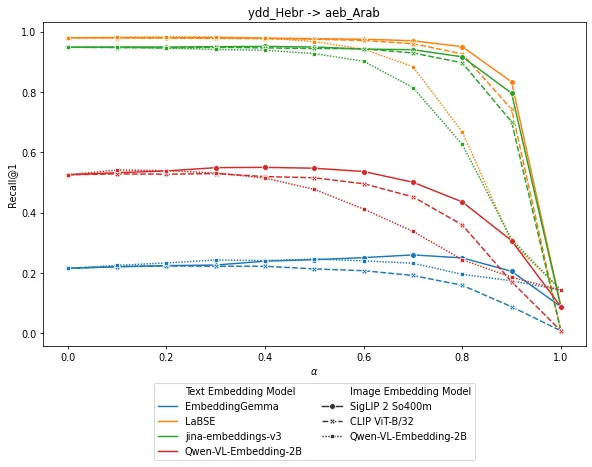 ydd_Hebr -> aeb_Arab
Recall@1
1.0
0.8
0.6
0.4
0.2
0.0
0.0 0.2 0.4 0.6 0.8 1.0
α
Text Embedding Model Image Embedding Model
EmbeddingGemma SigLIP 2 So400m
LaBSE CLIP ViT-B/32
jina-embeddings-v3 Qwen-VL-Embedding-2B
Qwen-VL-Embedding-2B